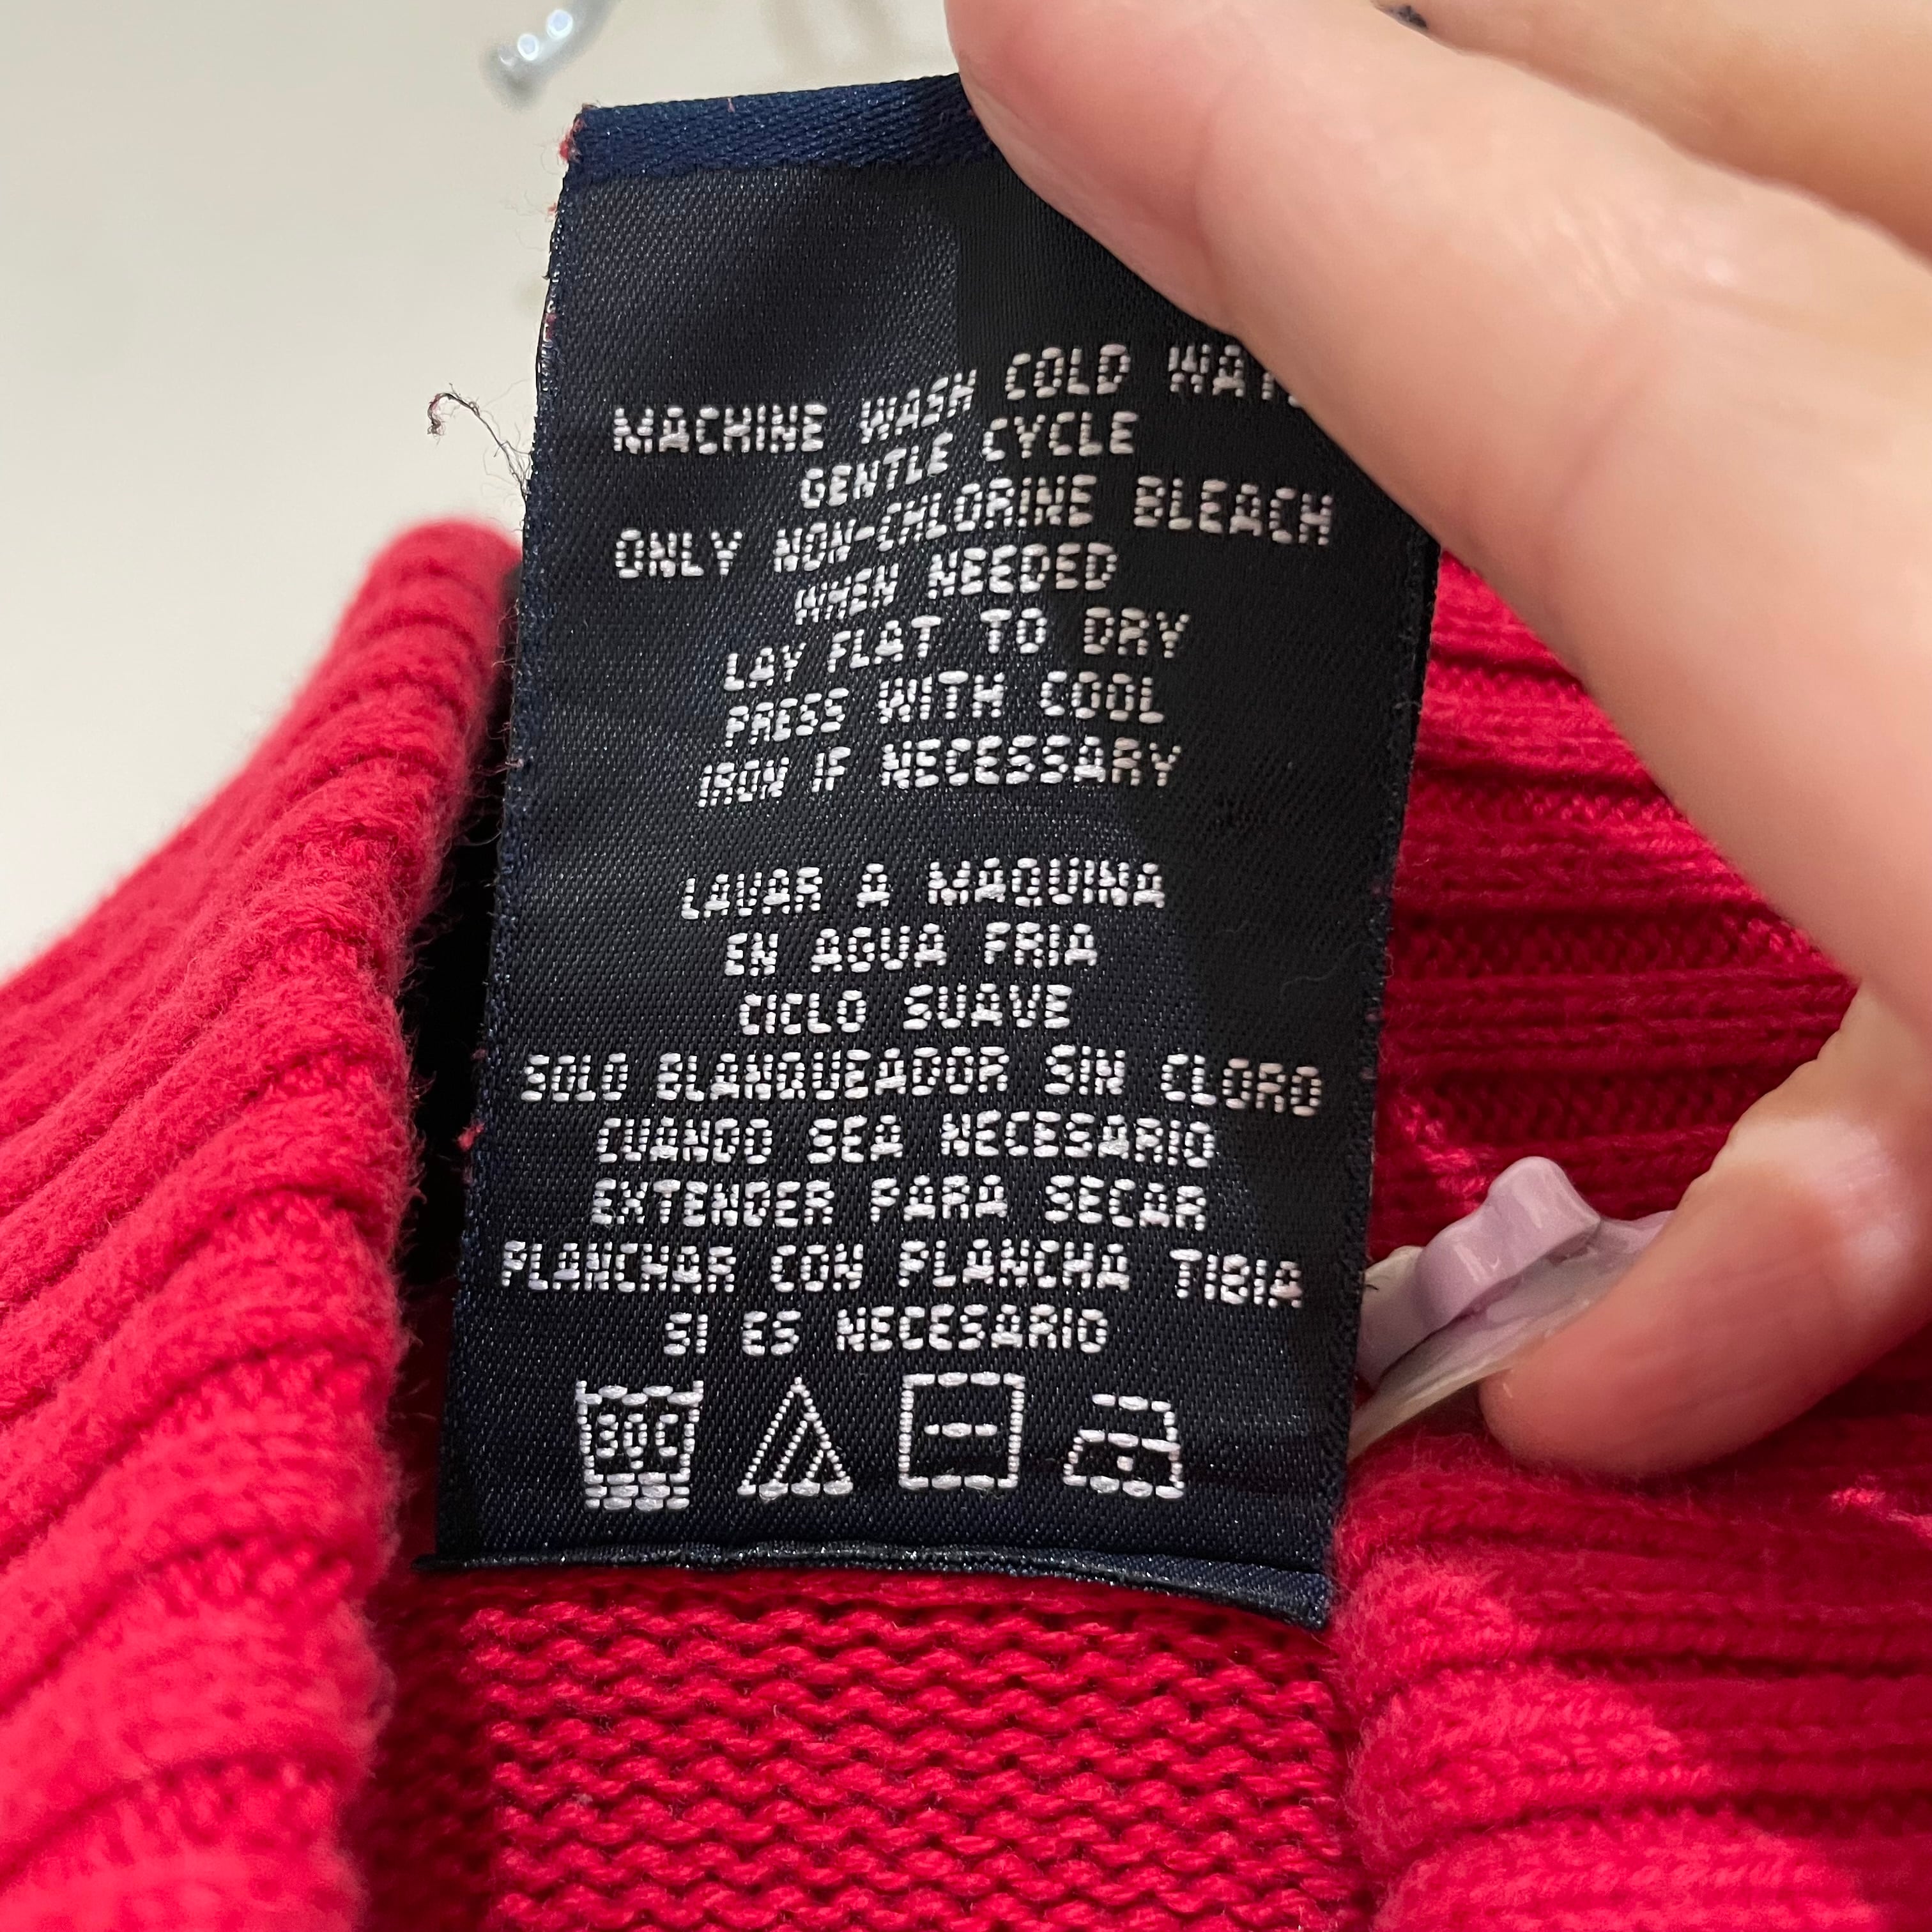 MACHINE WASH COLD
GENTLE CYCLE
ONLY NON-CHLORINE BLEACH
WHEN NEEDED
LAY FLAT TO DRY
PRESS WITH COOL
IRON IF NECESSARY
LAVAR A MAQUINA
EN AGUA FRIA
CICLO SUAVE
SOLO BLANQUEADOR SIN CLORO
CUANDO SEA NECESARIO
EXTENDER PARA SECAR
PLANCHAR CON PLANCHA TIBIA
SI ES NECESARIO
30C